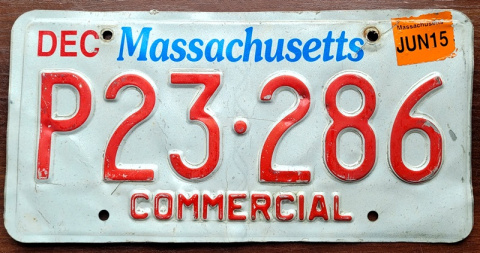 DEC Massachusetts
Massachusetts
JUN15
P23·286
COMMERCIAL